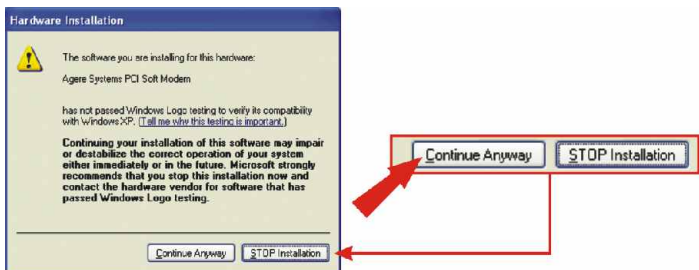 Hardware Installation
The software you are installing for this hardware:
Agere Systems PCI Soft Modem
has not passed Windows Logo testing to verify its compatibility
with Windows XP. (Tell me why this testing is important.)
Continuing your installation of this software may impair
or destabilize the correct operation of your system
either immediately or in the future. Microsoft strongly
recommends that you stop this installation now and
contact the hardware vendor for software that has
passed Windows Logo testing.
Continue Anyway STOP Installation
Continue Anyway STOP Installation